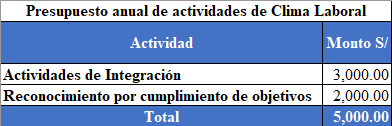 Presupuesto anual de actividades de Clima Laboral
Actividad Monto S/
Actividades de Integración 3,000.00
Reconocimiento por cumplimiento de objetivos 2,000.00
Total 5,000.00